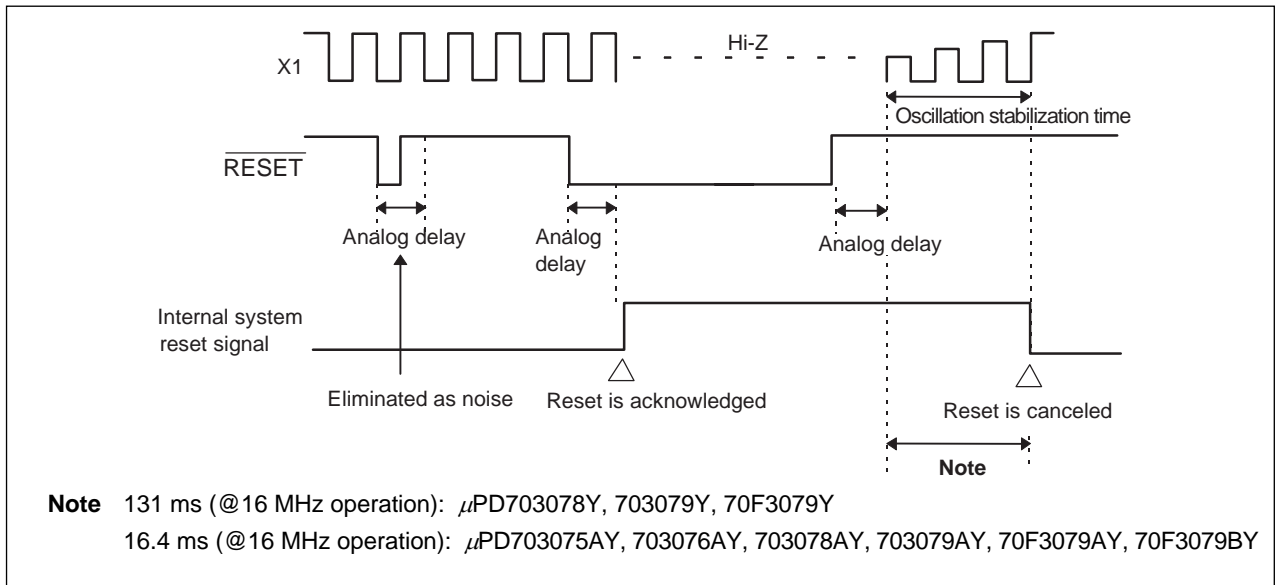 Hi-Z
X1
Oscillation stabilization time
RESET
Analog delay
Analog
delay
Analog delay
Internal system
reset signal
Eliminated as noise
Reset is acknowledged
Reset is canceled
Note
Note 131 ms (@16 MHz operation): μPD703078Y, 703079Y, 70F3079Y
16.4 ms (@16 MHz operation): μPD703075AY, 703076AY, 703078AY, 703079AY, 70F3079AY, 70F3079BY